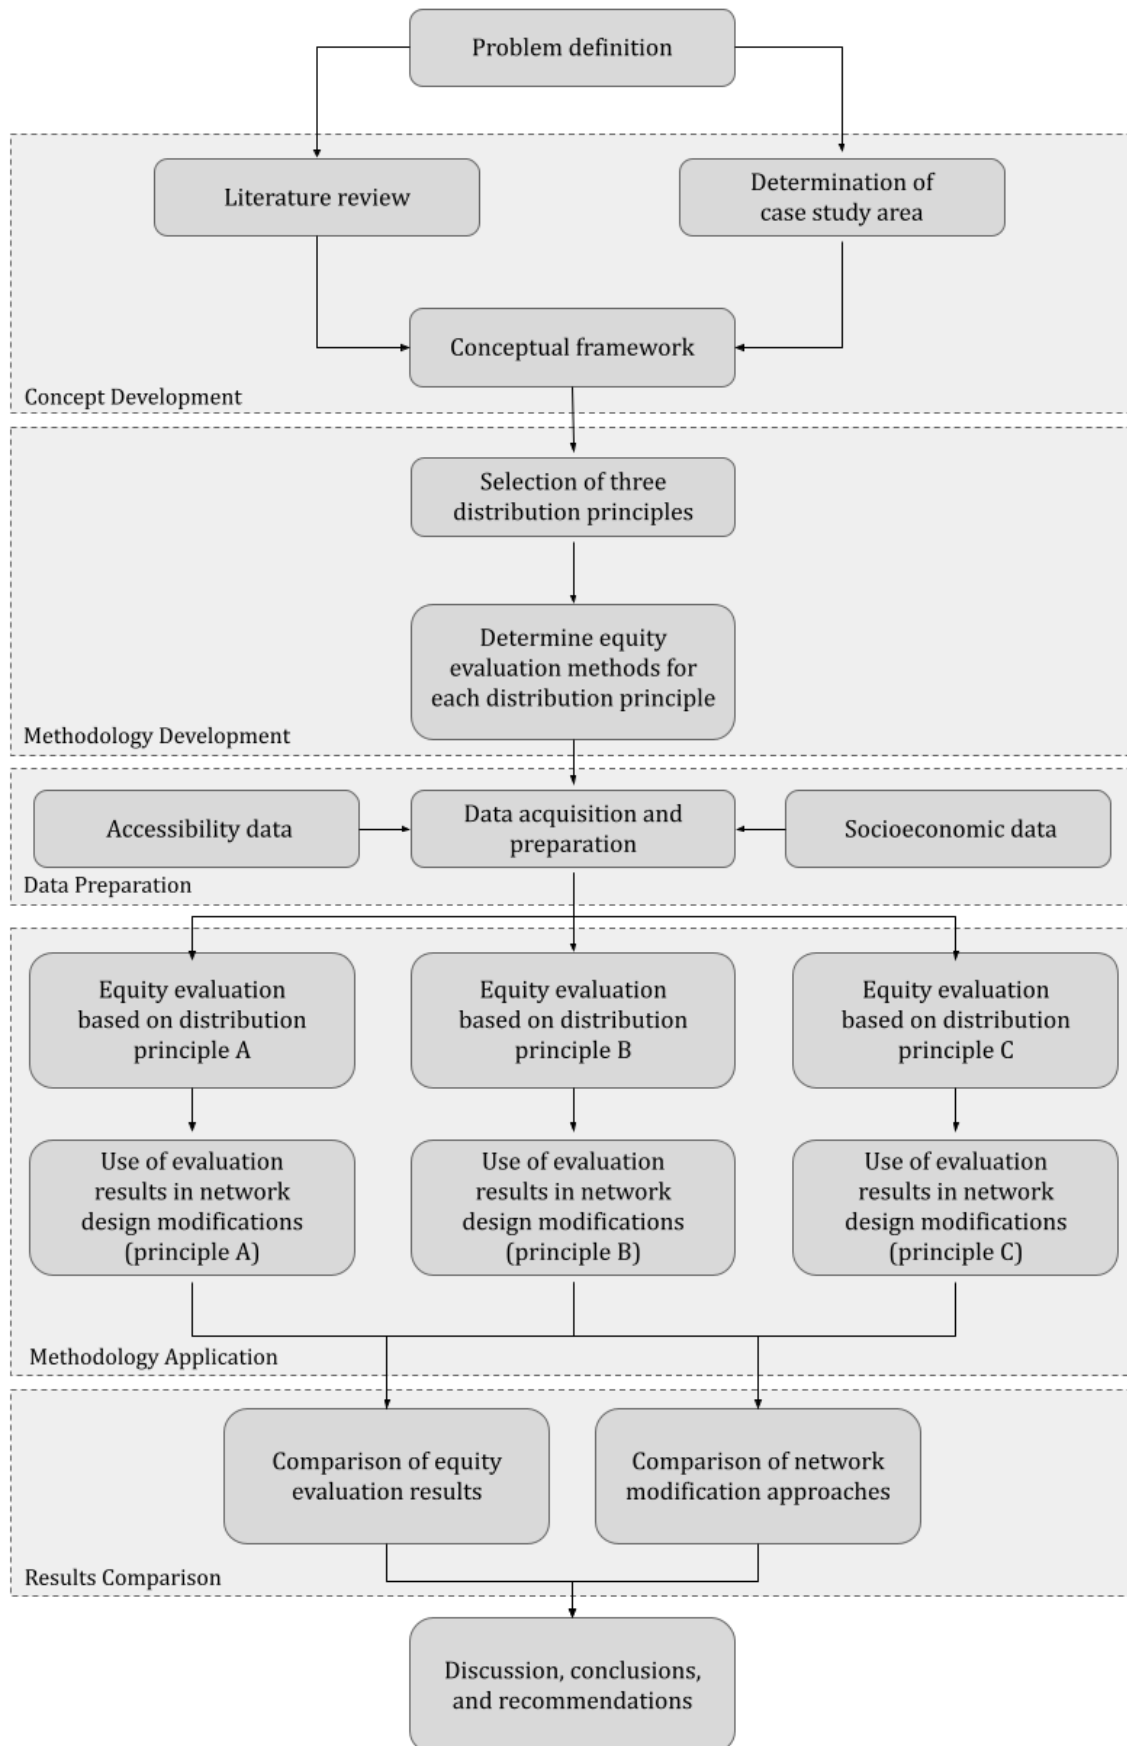 Problem definition
Literature review
Determination of
case study area
Conceptual framework
Concept Development
Selection of three
distribution principles
Determine equity
evaluation methods for
each distribution principle
Methodology Development
Accessibility data
Data acquisition and
preparation
Socioeconomic data
Data Preparation
Equity evaluation
based on distribution
principle A
Equity evaluation
based on distribution
principle B
Equity evaluation
based on distribution
principle C
Use of evaluation
results in network
design modifications
(principle A)
Use of evaluation
results in network
design modifications
(principle B)
Use of evaluation
results in network
design modifications
(principle C)
Methodology Application
Comparison of equity
evaluation results
Comparison of network
modification approaches
Results Comparison
Discussion, conclusions,
and recommendations